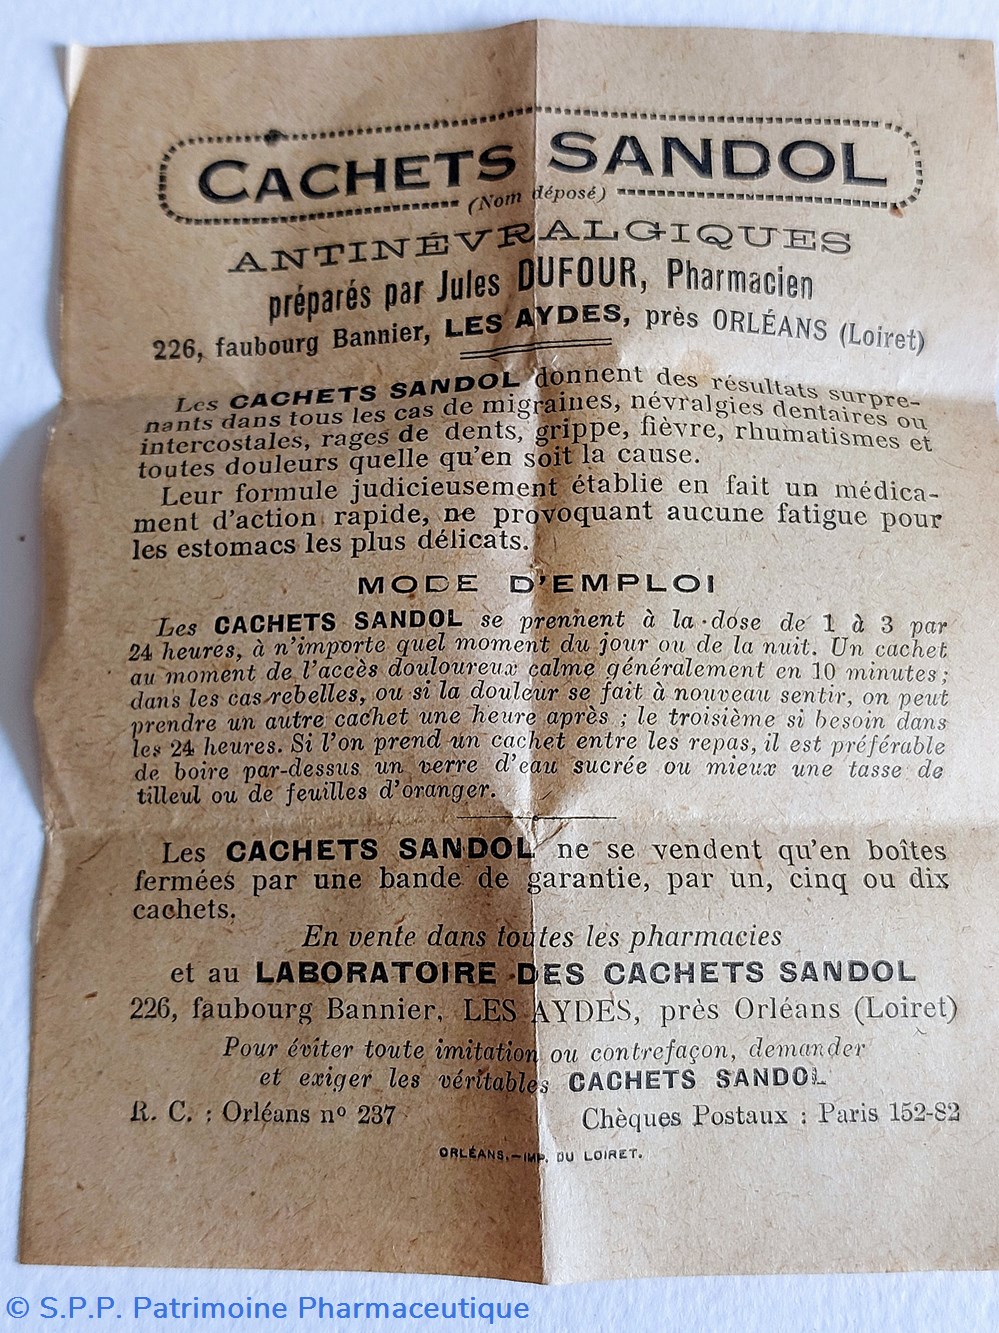 CACHETS SANDOL
(Nom déposé)
ANTINÉVRALGIQUES
préparés par Jules DUFOUR, Pharmacien
226, faubourg Bannier, LES AYDES, près ORLÉANS (Loiret)
Les CACHETS SANDOL donnent des résultats surpre-
nants dans tous les cas de migraines, névralgies dentaires ou
intercostales, rages de dents, grippe, fièvre, rhumatismes et
toutes douleurs quelle qu'en soit la cause.
Leur formule judicieusement établie en fait un médica-
ment d'action rapide, ne provoquant aucune fatigue pour
les estomacs les plus délicats.
MODE D'EMPLOI
Les CACHETS SANDOL se prennent à la dose de 1 à 3 par
24 heures, à n'importe quel moment du jour ou de la nuit. Un cachet
au moment de l'accès douloureux calme généralement en 10 minutes;
dans les cas rebelles, ou si la douleur se fait à nouveau sentir, on peut
prendre un autre cachet une heure après ; le troisième si besoin dans
les 24 heures. Si l'on prend un cachet entre les repas, il est préférable
de boire par-dessus un verre d'eau sucrée ou mieux une tasse de
tilleul ou de feuilles d'oranger.
Les CACHETS SANDOL ne se vendent qu'en boîtes
fermées par une bande de garantie, par un, cinq ou dix
cachets.
En vente dans toutes les pharmacies
et au LABORATOIRE DES CACHETS SANDOL
226, faubourg Bannier, LES AYDES, près Orléans (Loiret)
Pour éviter toute imitation ou contrefaçon, demander
et exiger les véritables CACHETS SANDOL
R. C. : Orléans nº 237 Chèques Postaux : Paris 152-82
ORLÉANS.—IMP. DU LOIRET.
© S.P.P. Patrimoine Pharmaceutique